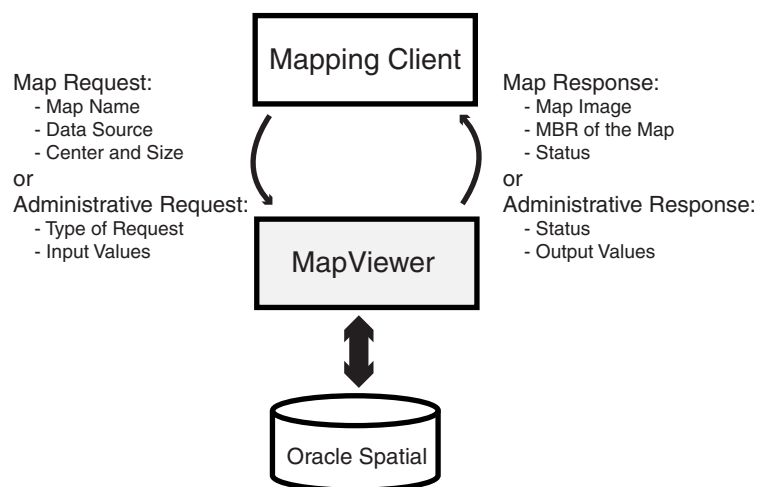 Mapping Client
Map Request:
- Map Name
- Data Source
- Center and Size
or
Administrative Request:
- Type of Request
- Input Values
Map Response:
- Map Image
- MBR of the Map
- Status
or
Administrative Response:
- Status
- Output Values
MapViewer
Oracle Spatial